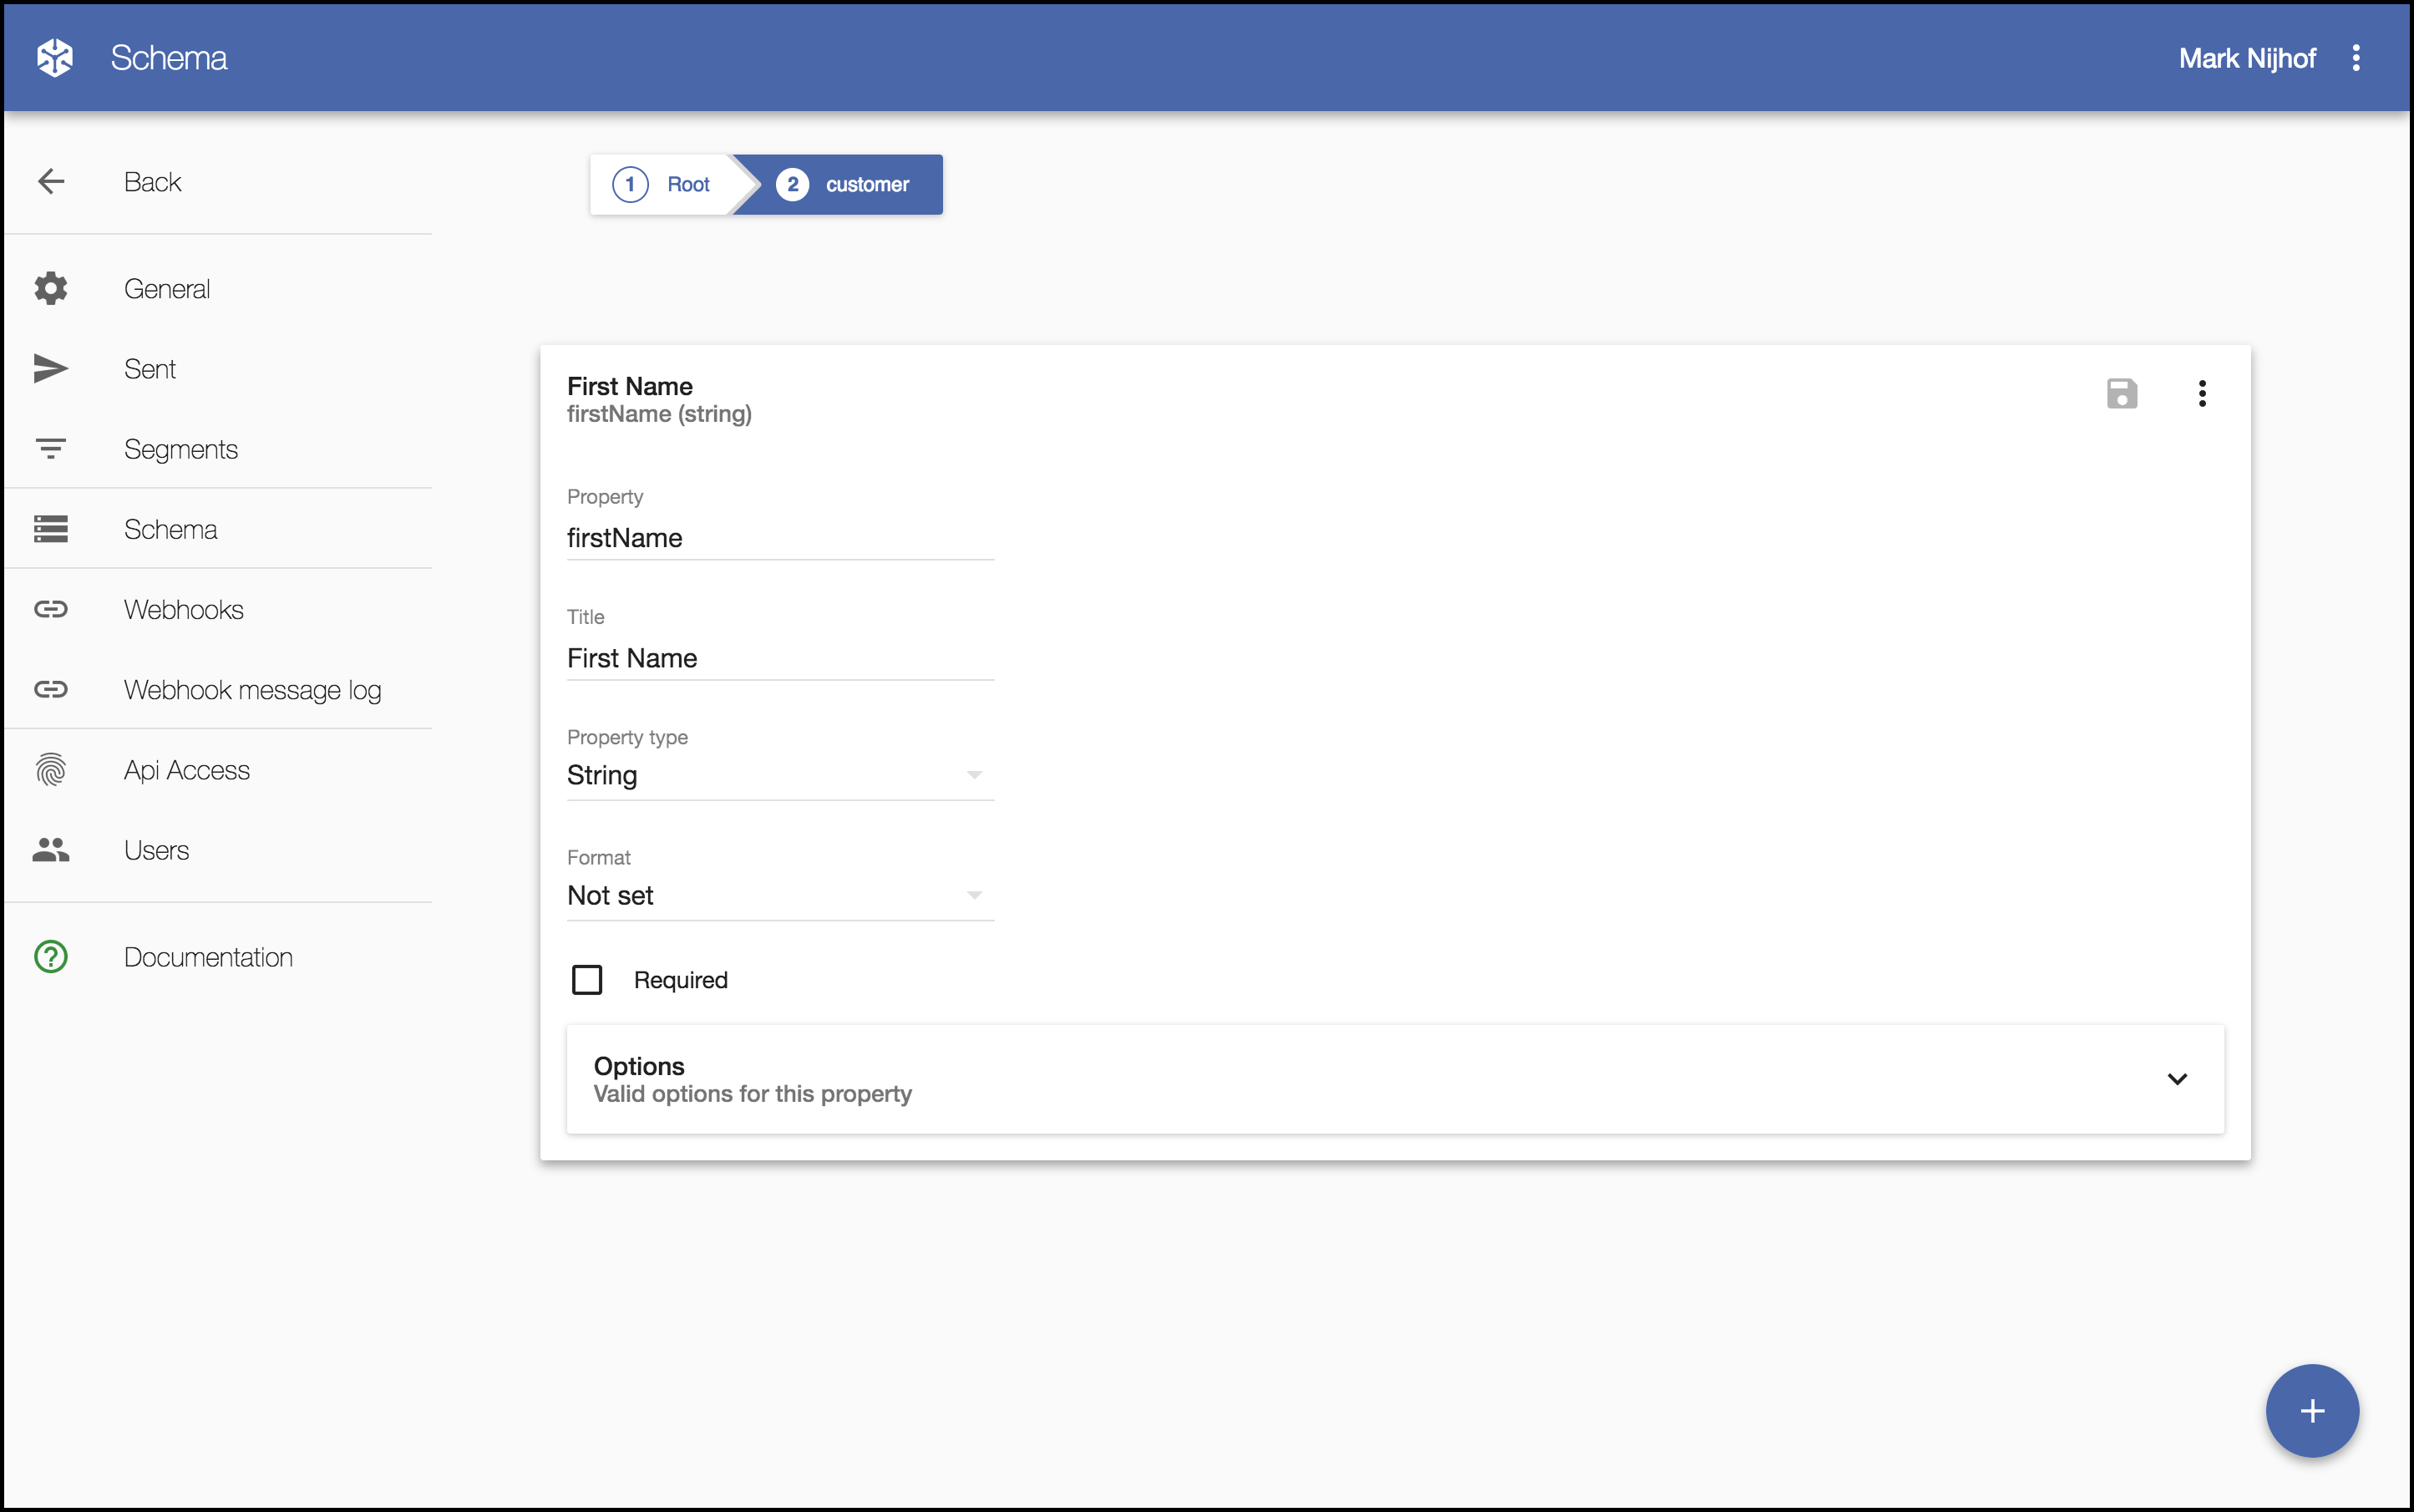 Schema
Mark Nijhof
Back
General
Sent
Segments
Schema
Webhooks
Webhook message log
Api Access
Users
Documentation
1 Root 2 customer
First Name
firstName (string)
Property
firstName
Title
First Name
Property type
String
Format
Not set
Required
Options
Valid options for this property